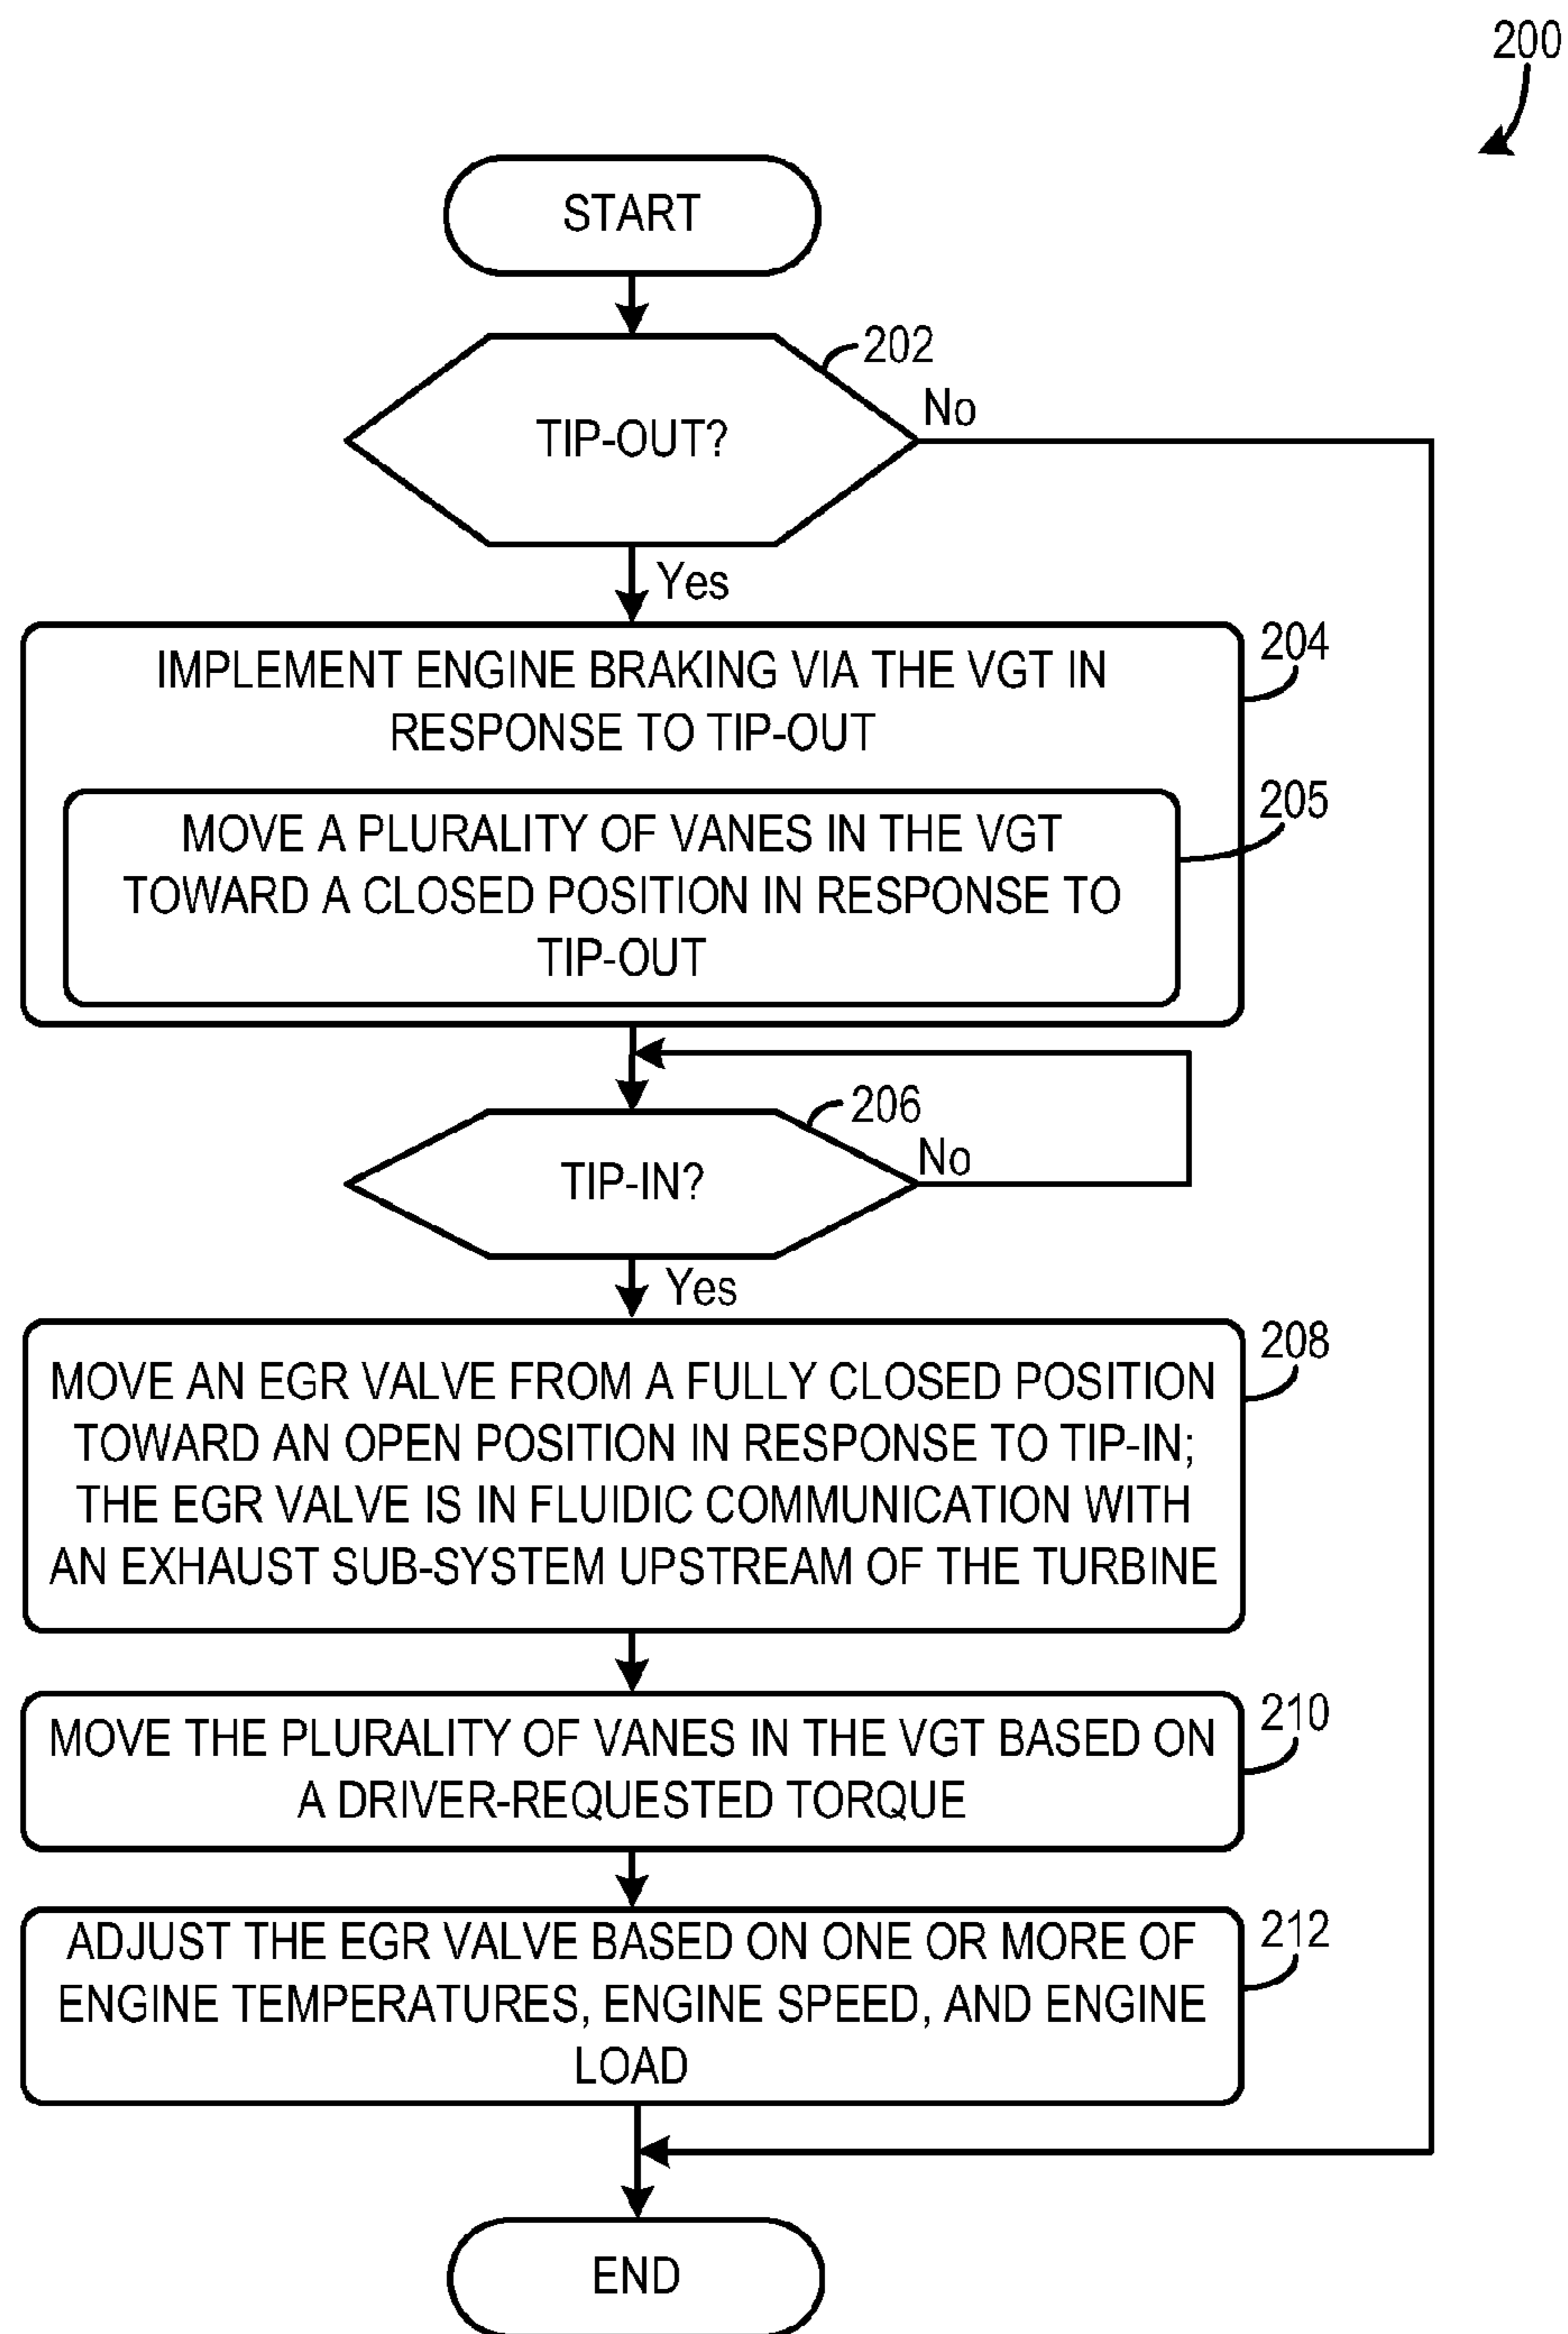 200
START
202
TIP-OUT?
No
Yes
204
IMPLEMENT ENGINE BRAKING VIA THE VGT IN
RESPONSE TO TIP-OUT
205
MOVE A PLURALITY OF VANES IN THE VGT
TOWARD A CLOSED POSITION IN RESPONSE TO
TIP-OUT
206
TIP-IN?
No
Yes
208
MOVE AN EGR VALVE FROM A FULLY CLOSED POSITION
TOWARD AN OPEN POSITION IN RESPONSE TO TIP-IN;
THE EGR VALVE IS IN FLUIDIC COMMUNICATION WITH
AN EXHAUST SUB-SYSTEM UPSTREAM OF THE TURBINE
210
MOVE THE PLURALITY OF VANES IN THE VGT BASED ON
A DRIVER-REQUESTED TORQUE
212
ADJUST THE EGR VALVE BASED ON ONE OR MORE OF
ENGINE TEMPERATURES, ENGINE SPEED, AND ENGINE
LOAD
END